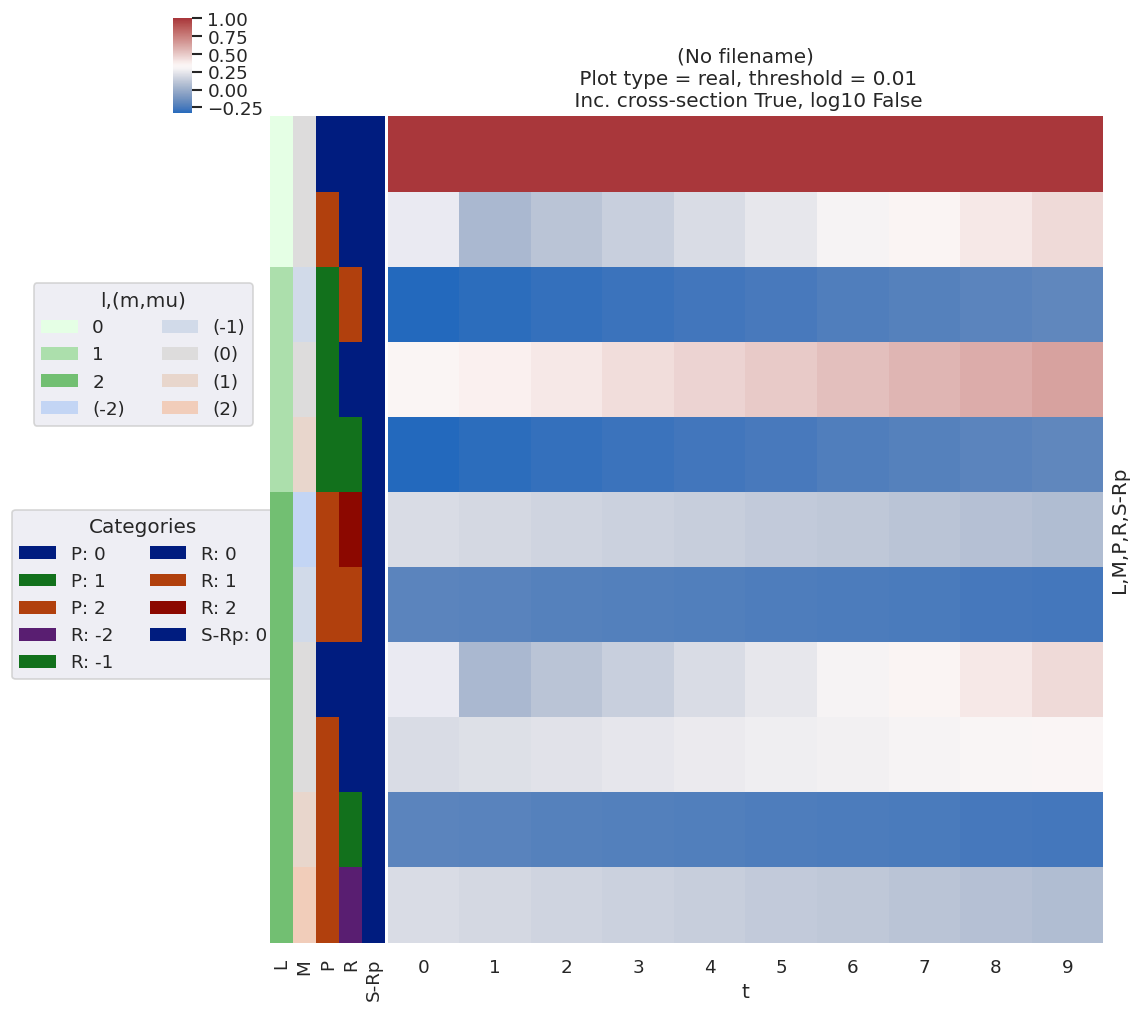 1.00
0.75
0.50
0.25
0.00
−0.25
(No filename)
Plot type = real, threshold = 0.01
Inc. cross-section True, log10 False
l,(m,mu)
0 (-1)
1 (0)
2 (1)
(-2) (2)
Categories
P: 0 R: 0
P: 1 R: 1
P: 2 R: 2
R: -2 S-Rp: 0
R: -1
L,M,P,R,S-Rp
L M P R S-Rp 0 1 2 3 4 5 6 7 8 9
t